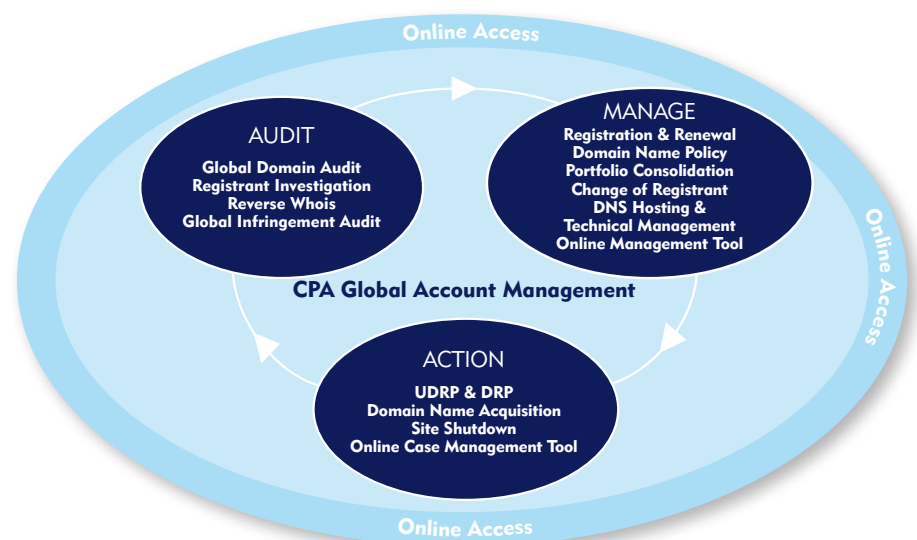 Online Access
AUDIT
Global Domain Audit
Registrant Investigation
Reverse Whois
Global Infringement Audit
MANAGE
Registration & Renewal
Domain Name Policy
Portfolio Consolidation
Change of Registrant
DNS Hosting &
Technical Management
Online Management Tool
Online Access
CPA Global Account Management
ACTION
UDRP & DRP
Domain Name Acquisition
Site Shutdown
Online Case Management Tool
Online Access